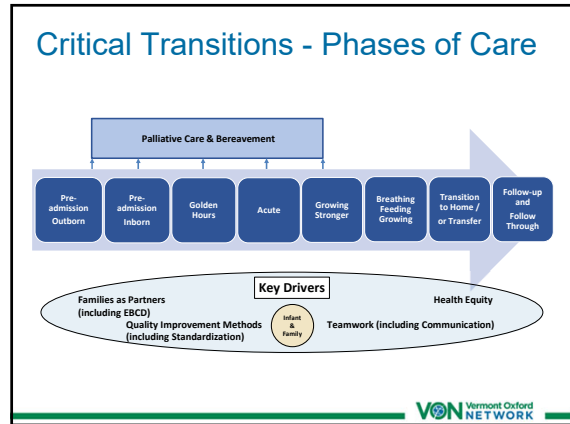 Critical Transitions - Phases of Care
Palliative Care & Bereavement
Pre-
admission
Outborn
Pre-
admission
Inborn
Golden
Hours
Acute
Growing
Stronger
Breathing
Feeding
Growing
Transition
to Home /
or Transfer
Follow-up
and
Follow
Through
Key Drivers
Families as Partners
(including EBCD)
Health Equity
Quality Improvement Methods
(including Standardization)
Infant
&
Family
Teamwork (including Communication)
VON Vermont Oxford
NETWORK